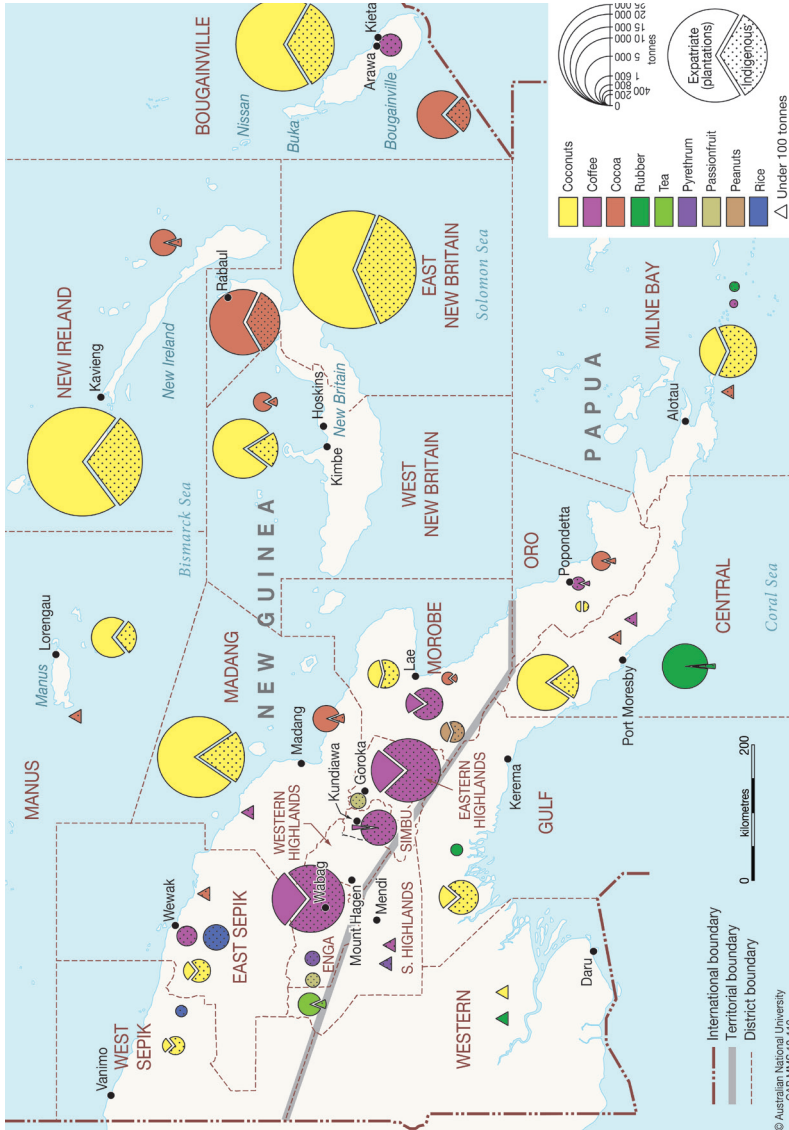 MANUS
Manus
Lorengau
NEW IRELAND
Kavieng
New Ireland
BOUGAINVILLE
Nissan
Buka
Bougainville
Arawa
Kieta
Bismarck Sea
Vanimo
WEST
SEPIK
Wewak
EAST SEPIK
MADANG
Madang
NEW GUINEA
Rabaul
Hoskins
Kimbe
New Britain
WEST
NEW BRITAIN
EAST
NEW BRITAIN
Solomon Sea
WESTERN
HIGHLANDS
Kundiawa
Goroka
ENGA
Wabag
Mount Hagen
Mendi
S. HIGHLANDS
SIMBU
EASTERN
HIGHLANDS
Lae
MOROBE
WESTERN
Daru
GULF
Kerema
ORO
Popondetta
PAPUA
Port Moresby
CENTRAL
Coral Sea
MILNE BAY
Alotau
International boundary
Territorial boundary
District boundary
0
200
kilometres
© Australian National University
Coconuts
Coffee
Cocoa
Rubber
Tea
Pyrethrum
Passionfruit
Peanuts
Rice
Under 100 tonnes
25 000
20 000
15 000
10 000
5 000
1 600
800
400
200
0
tonnes
Expatriate
(plantations)
Indigenous